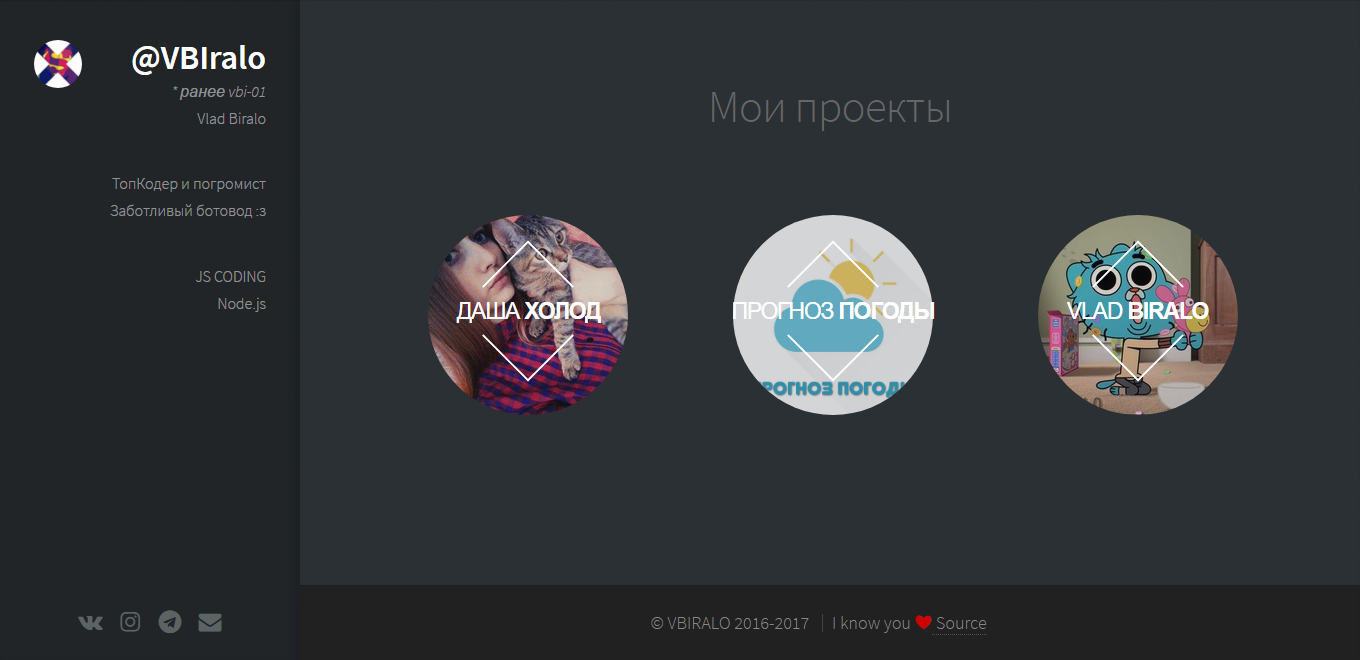 @VBIralo
* ранее vbi-01
Vlad Biralo
ТопКодер и погромист
Заботливый ботовод :з
JS CODING
Node.js
Мои проекты
ДАША ХОЛОД
ПРОГНОЗ ПОГОДЫ
VLAD BIRALO
ПРОГНОЗ ПОГОДЫ
© VBIRALO 2016-2017 | I know you ❤ Source